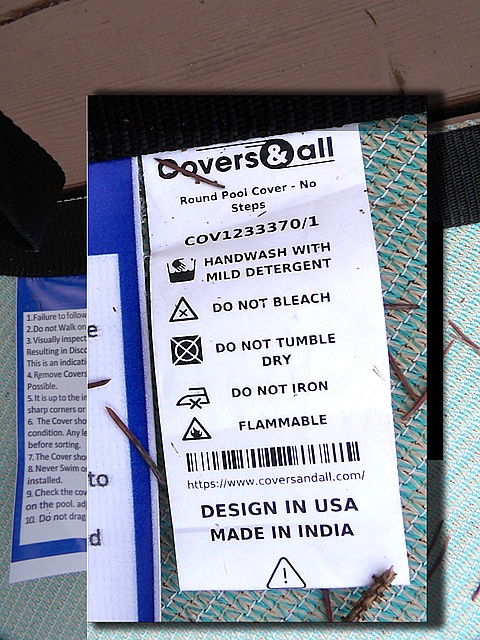 Covers&all
Round Pool Cover - No
Steps
COV1233370/1
HANDWASH WITH
MILD DETERGENT
DO NOT BLEACH
DO NOT TUMBLE
DRY
DO NOT IRON
FLAMMABLE
https://www.coversandall.com/
DESIGN IN USA
MADE IN INDIA
1.Failure to follow
2.Do not Walk on
3.Visually inspect
Resulting in Disco
This is an indicati
4. Remove Covers
Possible.
5.It is up to the in
sharp corners or
6. The Cover sho
condition. Any le
before sorting.
7. The Cover shou
8. Never Swim o
installed.
9. Check the cov
on the pool. adj
10. Do not drag
e
to
d